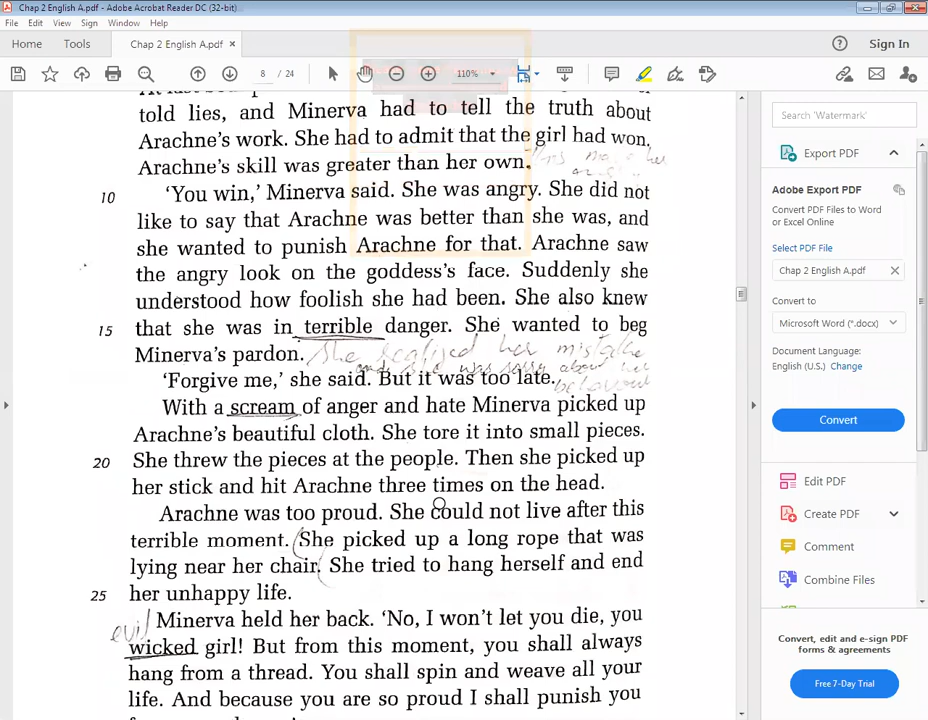 Chap 2 English A.pdf - Adobe Acrobat Reader DC (32-bit)
File Edit View Sign Window Help
Home Tools Chap 2 English A.pdf × Sign In
8 / 24 110%
told lies, and Minerva had to tell the truth about
Arachne's work. She had to admit that the girl had won.
Arachne's skill was greater than her own.
10 'You win,' Minerva said. She was angry. She did not
like to say that Arachne was better than she was, and
she wanted to punish Arachne for that. Arachne saw
the angry look on the goddess's face. Suddenly she
understood how foolish she had been. She also knew
15 that she was in terrible danger. She wanted to beg
Minerva's pardon. She realised her mistake
and she was sorry about her
behaviour
'Forgive me,' she said. But it was too late.
With a scream of anger and hate Minerva picked up
Arachne's beautiful cloth. She tore it into small pieces.
20 She threw the pieces at the people. Then she picked up
her stick and hit Arachne three times on the head.
Arachne was too proud. She could not live after this
terrible moment. (She picked up a long rope that was
lying near her chair. She tried to hang herself and end
25 her unhappy life.
Minerva held her back. 'No, I won't let you die, you
evil
wicked girl! But from this moment, you shall always
hang from a thread. You shall spin and weave all your
life. And because you are so proud I shall punish you
Search 'Watermark'
Export PDF
Adobe Export PDF
Convert PDF Files to Word
or Excel Online
Select PDF File
Chap 2 English A.pdf ×
Convert to
Microsoft Word (*.docx)
Document Language:
English (U.S.) Change
Convert
Edit PDF
Create PDF
Comment
Combine Files
Convert, edit and e-sign PDF
forms & agreements
Free 7-Day Trial